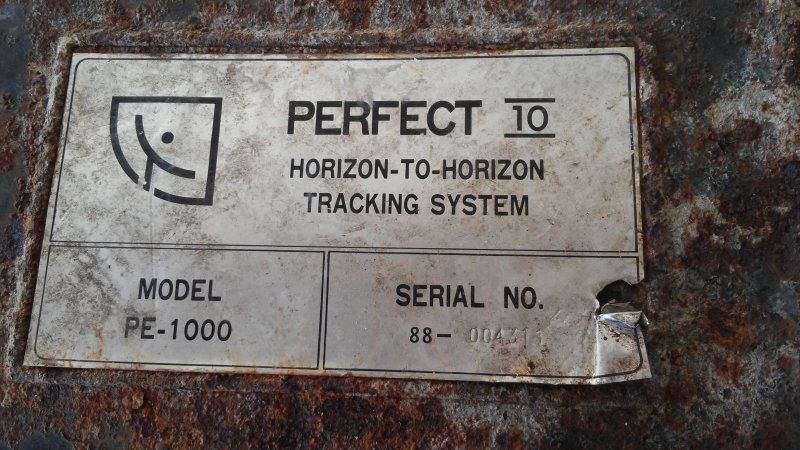 PERFECT 10
HORIZON-TO-HORIZON
TRACKING SYSTEM
MODEL
PE-1000
SERIAL NO.
88-